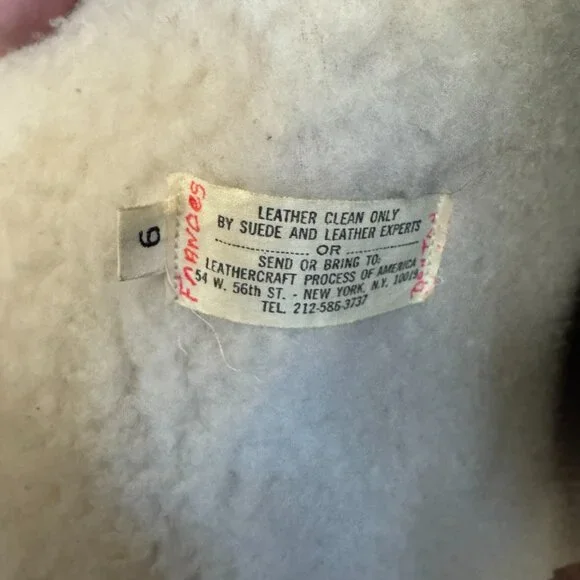 6
FRANCES
LEATHER CLEAN ONLY
BY SUEDE AND LEATHER EXPERTS
OR
SEND OR BRING TO:
LEATHERCRAFT PROCESS OF AMERICA
54 W. 56th ST. - NEW YORK, N.Y. 10019
TEL. 212-586-3737